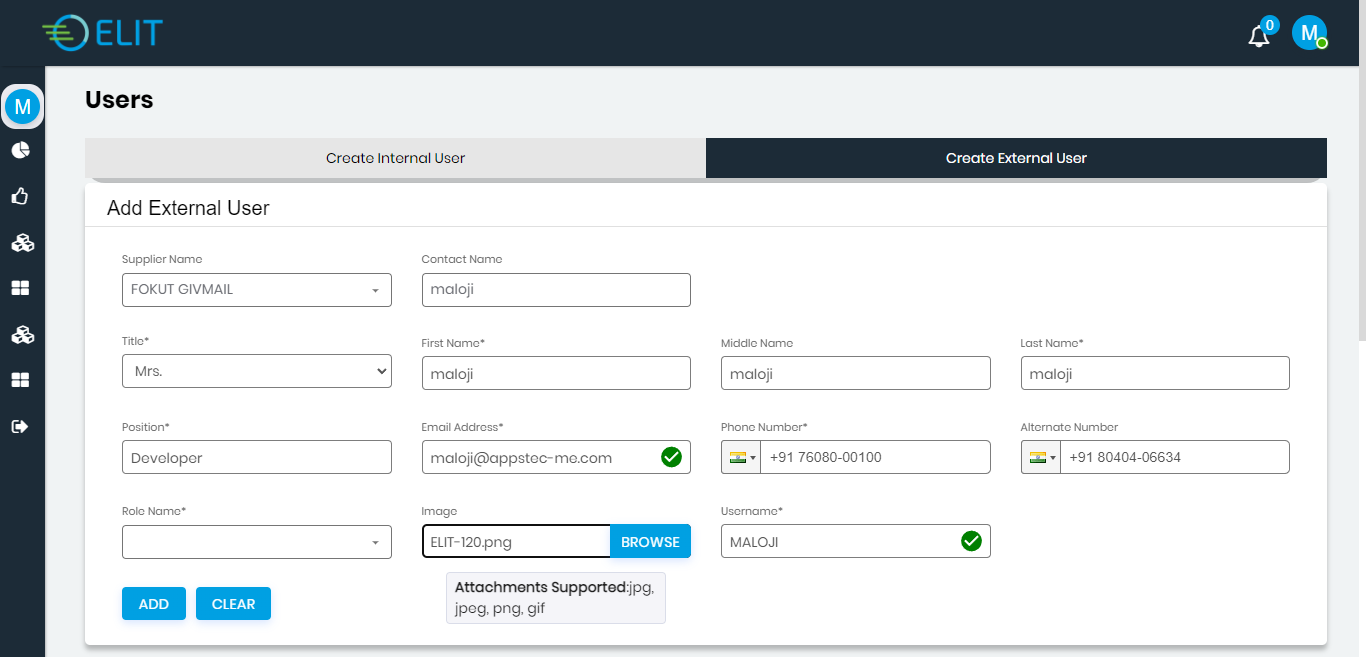 ELIT
0
M
M
Users
Create Internal User
Create External User
Add External User
Supplier Name
Contact Name
FOKUT GIVMAIL
maloji
Title*
First Name*
Middle Name
Last Name*
Mrs.
maloji
maloji
maloji
Position*
Email Address*
Phone Number*
Alternate Number
Developer
maloji@appstec-me.com
+91 76080-00100
+91 80404-06634
Role Name*
Image
Username*
ELIT-120.png
BROWSE
MALOJI
Attachments Supported:jpg,
jpeg, png, gif
ADD
CLEAR